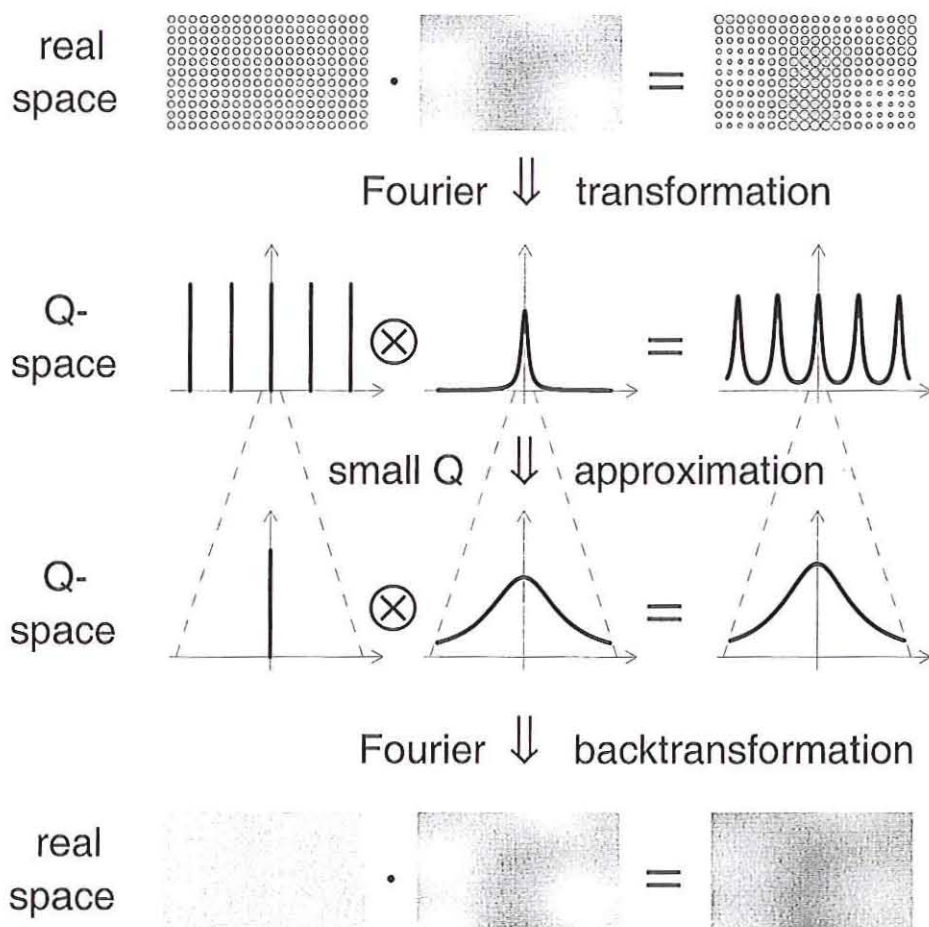 real
space
· =
Fourier ⇓ transformation
Q-
space
⊗ =
small Q ⇓ approximation
Q-
space
⊗ =
Fourier ⇓ backtransformation
real
space
· =